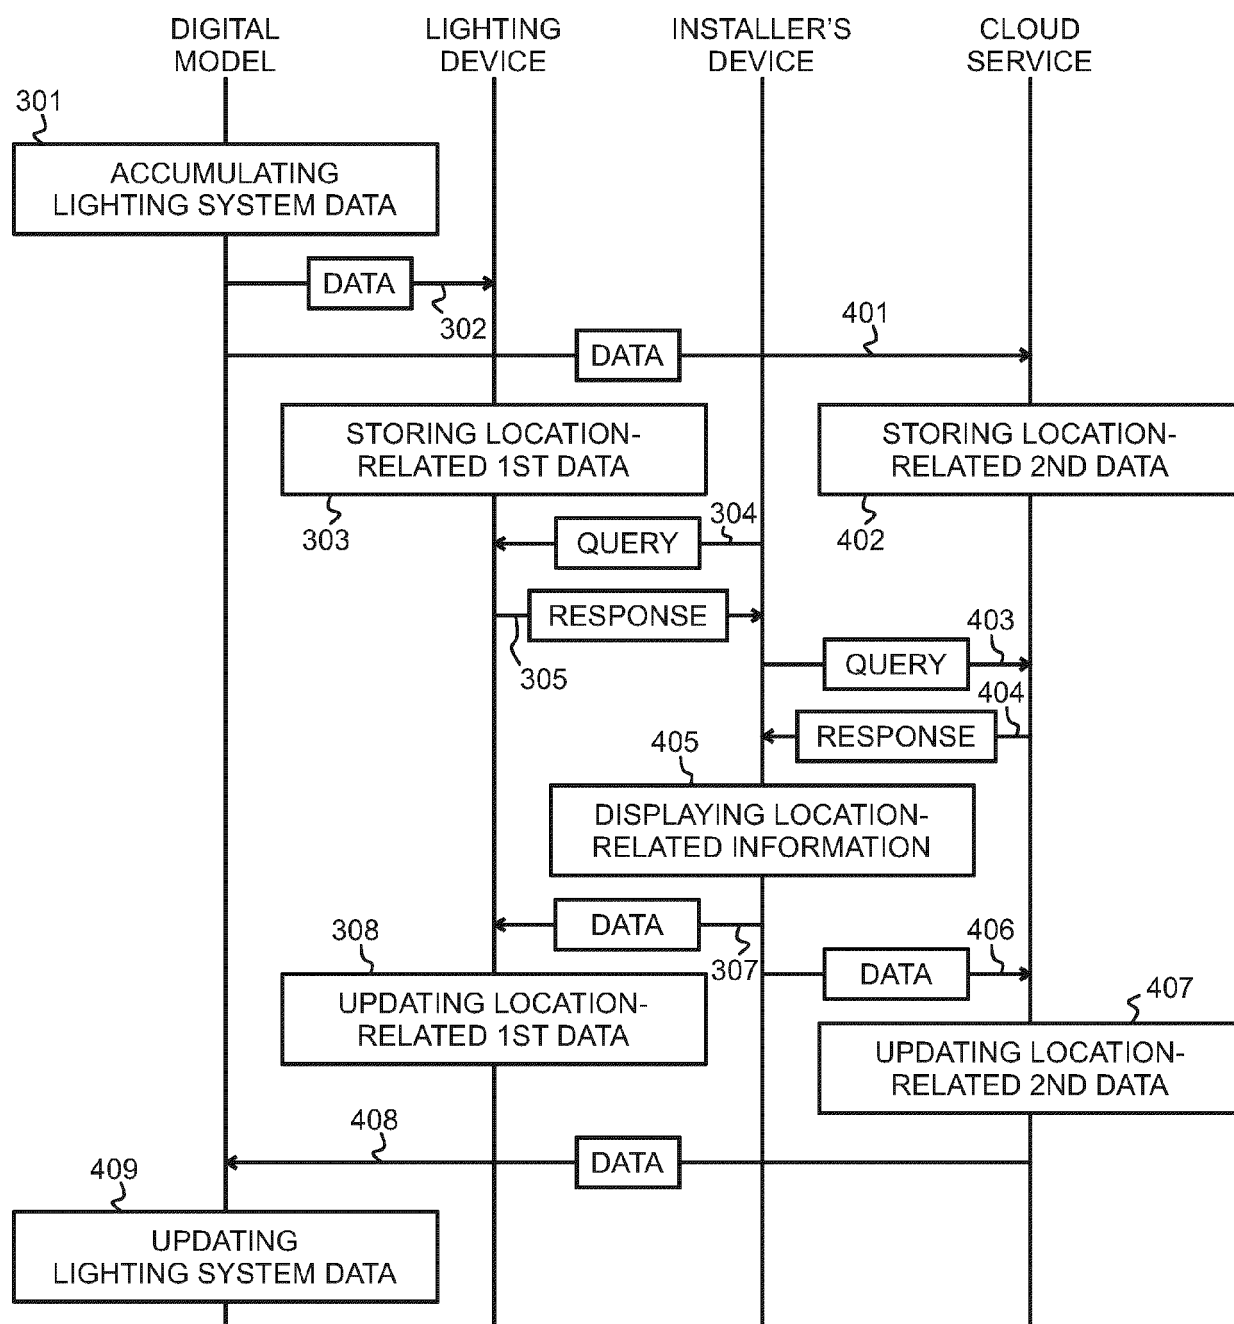 DIGITAL
MODEL
LIGHTING
DEVICE
INSTALLER'S
DEVICE
CLOUD
SERVICE
301
ACCUMULATING
LIGHTING SYSTEM DATA
DATA
302
401
DATA
STORING LOCATION-
RELATED 1ST DATA
303
STORING LOCATION-
RELATED 2ND DATA
402
304
QUERY
RESPONSE
305
403
QUERY
404
RESPONSE
405
DISPLAYING LOCATION-
RELATED INFORMATION
DATA
307
308
UPDATING LOCATION-
RELATED 1ST DATA
406
DATA
407
UPDATING LOCATION-
RELATED 2ND DATA
408
DATA
409
UPDATING
LIGHTING SYSTEM DATA